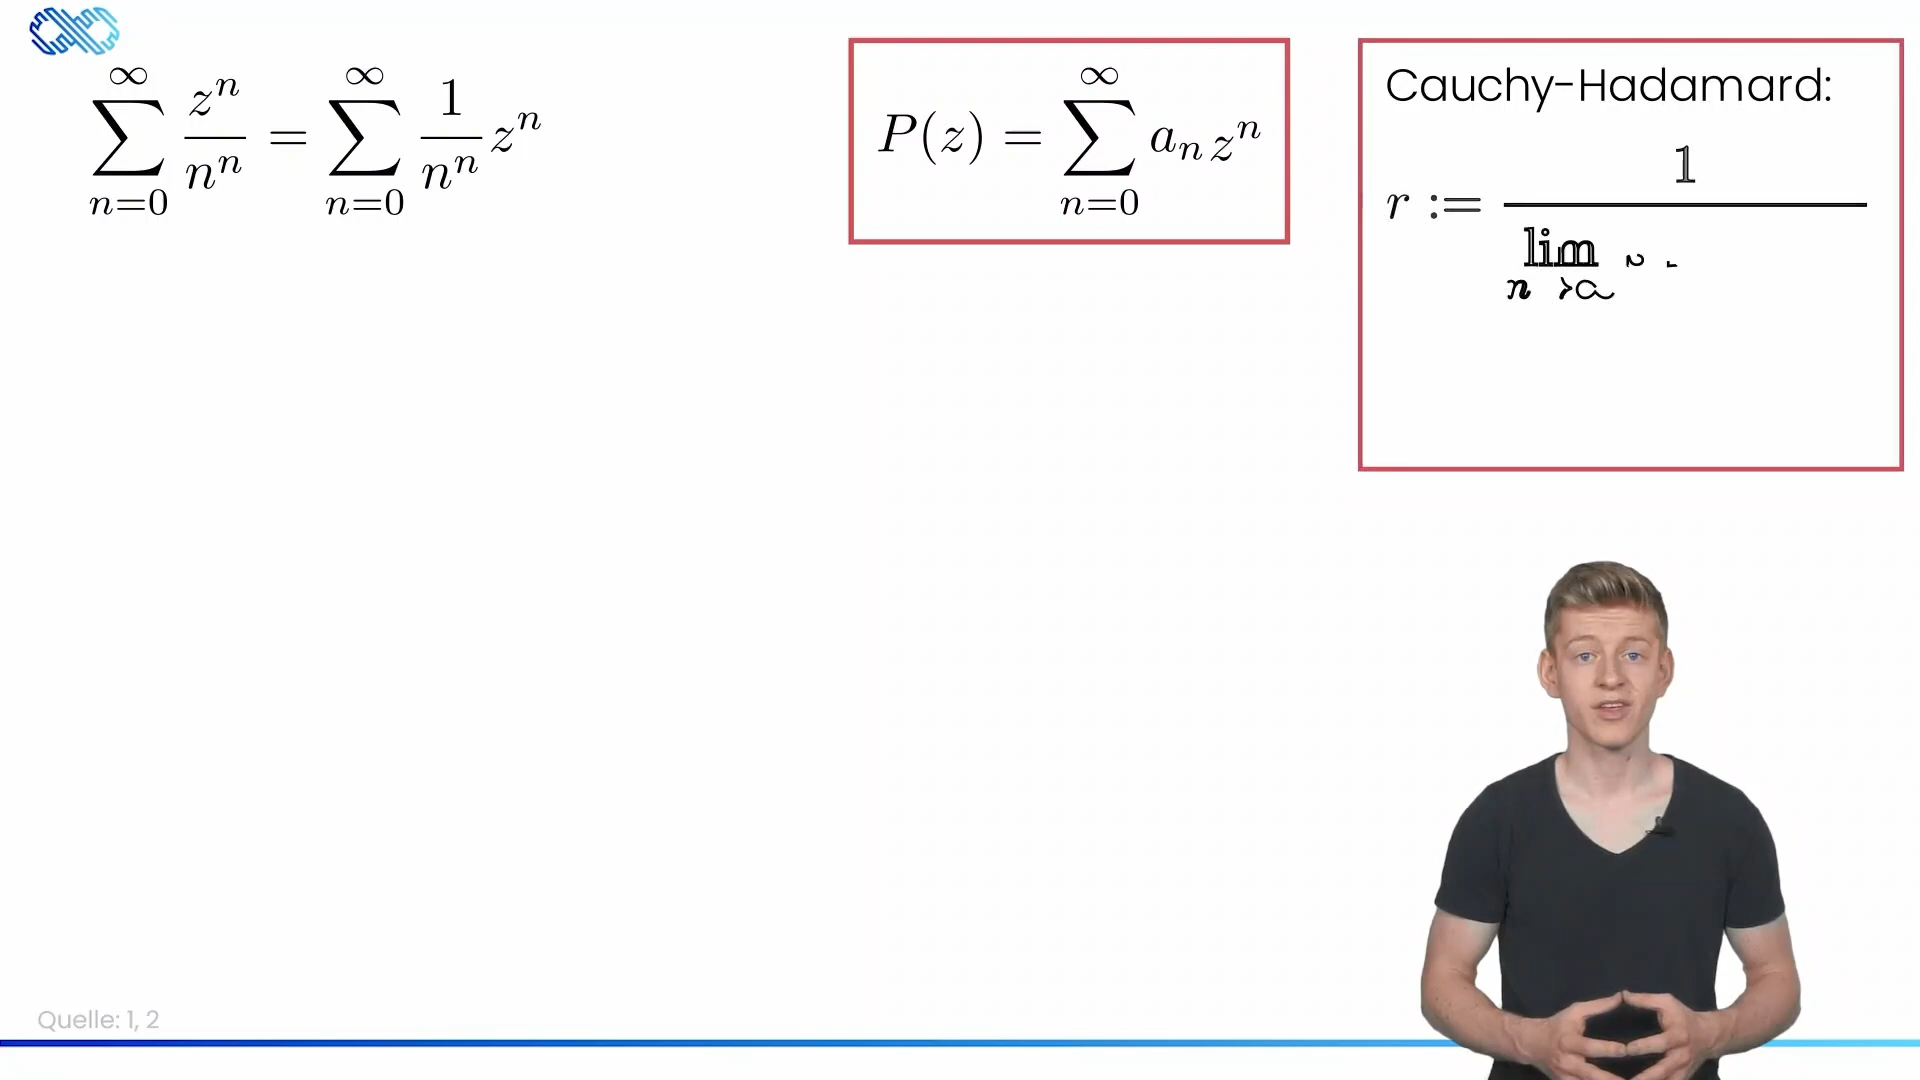 ∑_{n=0}^{∞} z^n / n^n = ∑_{n=0}^{∞} 1 / n^n z^n
P(z) = ∑_{n=0}^{∞} a_n z^n
Cauchy-Hadamard:
r := 1 / lim n
Quelle: 1, 2